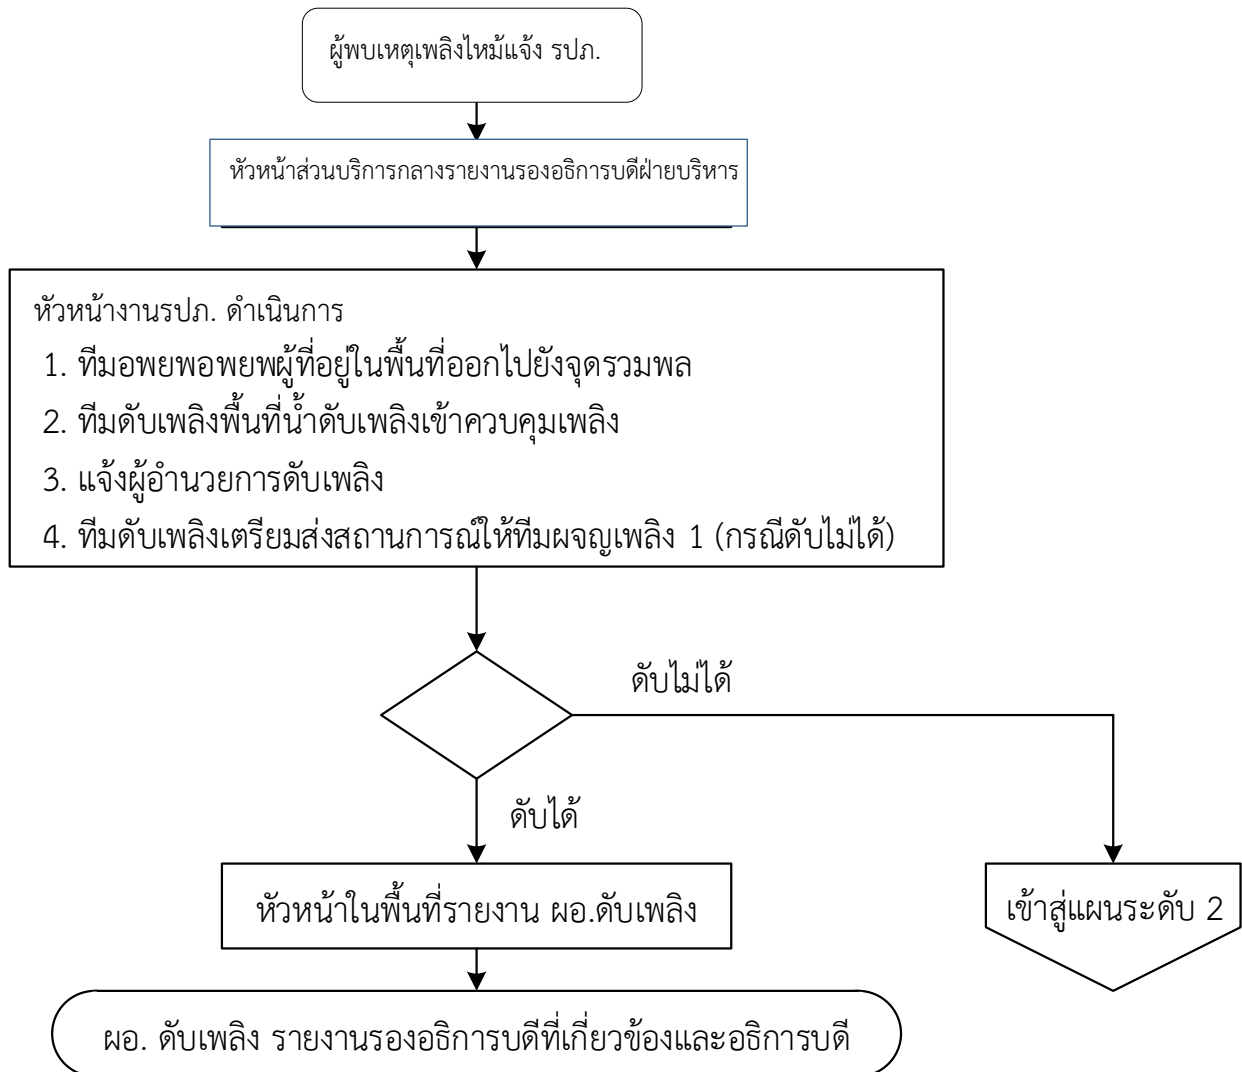 ผู้พบเหตุเพลิงไหม้แจ้ง รปภ.
หัวหน้าส่วนบริการกลางรายงานรองอธิการบดีฝ่ายบริหาร
หัวหน้างานรปภ. ดำเนินการ
1. ทีมอพยพอพยพผู้ที่อยู่ในพื้นที่ออกไปยังจุดรวมพล
2. ทีมดับเพลิงพื้นที่น้ำดับเพลิงเข้าควบคุมเพลิง
3. แจ้งผู้อำนวยการดับเพลิง
4. ทีมดับเพลิงเตรียมส่งสถานการณ์ให้ทีมผจญเพลิง 1 (กรณีดับไม่ได้)
ดับไม่ได้
ดับได้
หัวหน้าในพื้นที่รายงาน ผอ.ดับเพลิง
เข้าสู่แผนระดับ 2
ผอ. ดับเพลิง รายงานรองอธิการบดีที่เกี่ยวข้องและอธิการบดี